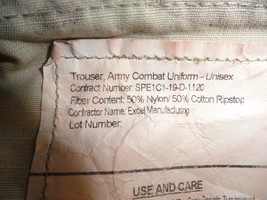 Trouser, Army Combat Uniform - Unisex
Contract Number: SPE1C1-19-D-1120
Fiber Content: 50% Nylon/ 50% Cotton Ripstop
Contractor Name: Excel Manufacturing
Lot Number:
USE AND CARE